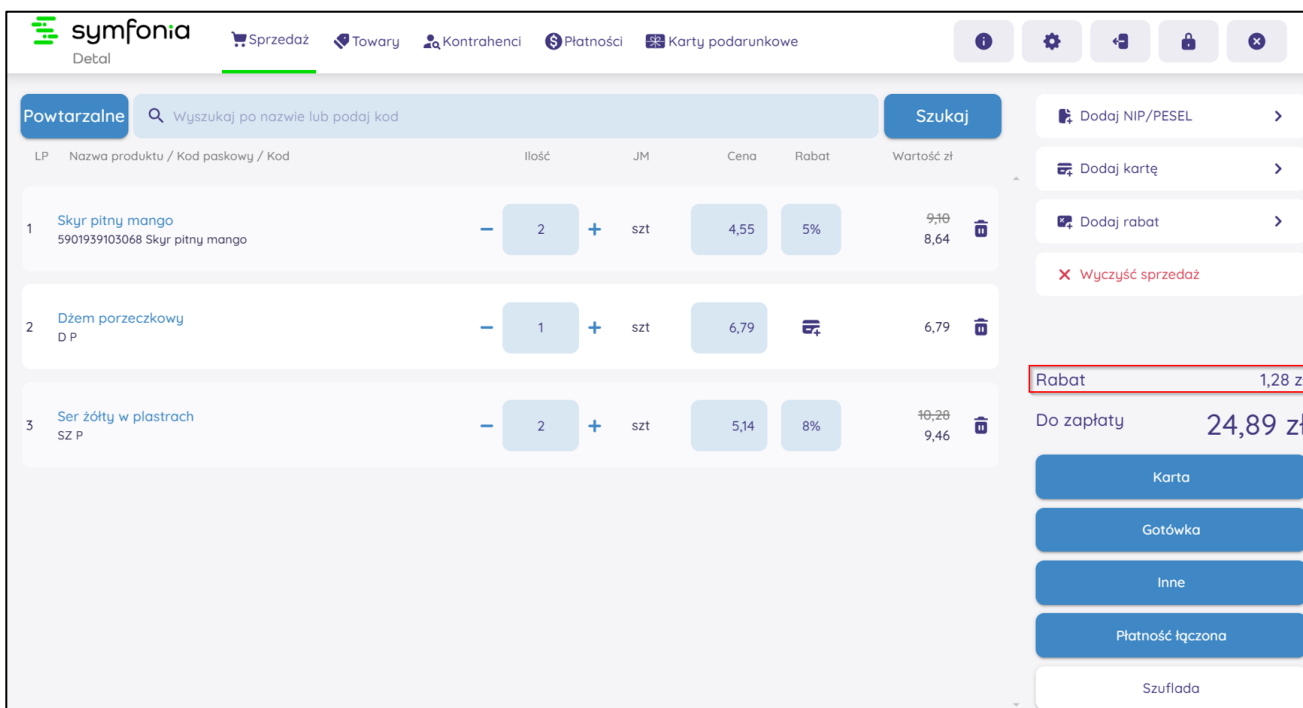 symfonia
Detal
Sprzedaż Towary Kontrahenci Płatności Karty podarunkowe
Powtarzalne Wyszukaj po nazwie lub podaj kod Szukaj
LP Nazwa produktu / Kod paskowy / Kod Ilość JM Cena Rabat Wartość zł
1 Skyr pitny mango 2 szt 4,55 5% 9,10
5901939103068 Skyr pitny mango 8,64
2 Dżem porzeczkowy 1 szt 6,79 6,79
D P
3 Ser żółty w plastrach 2 szt 5,14 8% 10,28
SZ P 9,46
Dodaj NIP/PESEL
Dodaj kartę
Dodaj rabat
Wyczyść sprzedaż
Rabat 1,28 z
Do zapłaty 24,89 zł
Karta
Gotówka
Inne
Płatność łączona
Szuflada